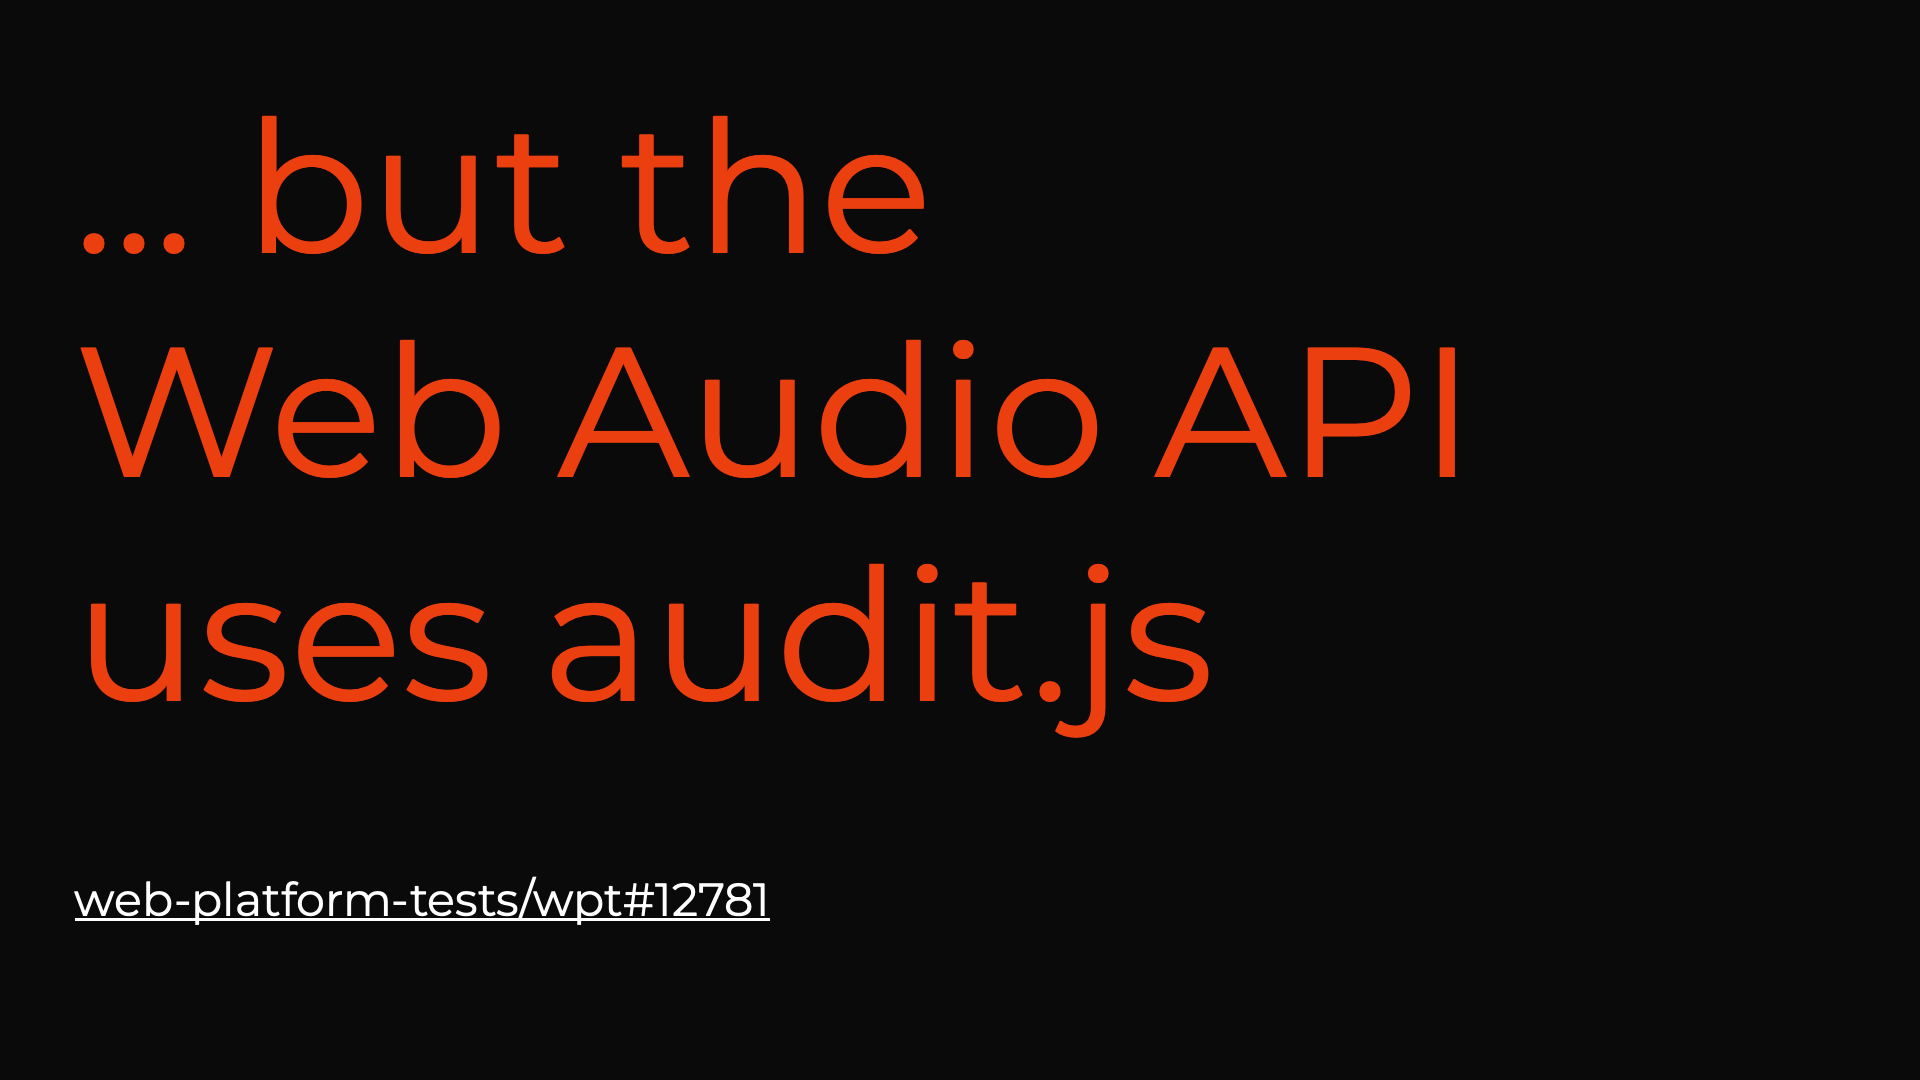 ... but the
Web Audio API
uses audit.js
web-platform-tests/wpt#12781